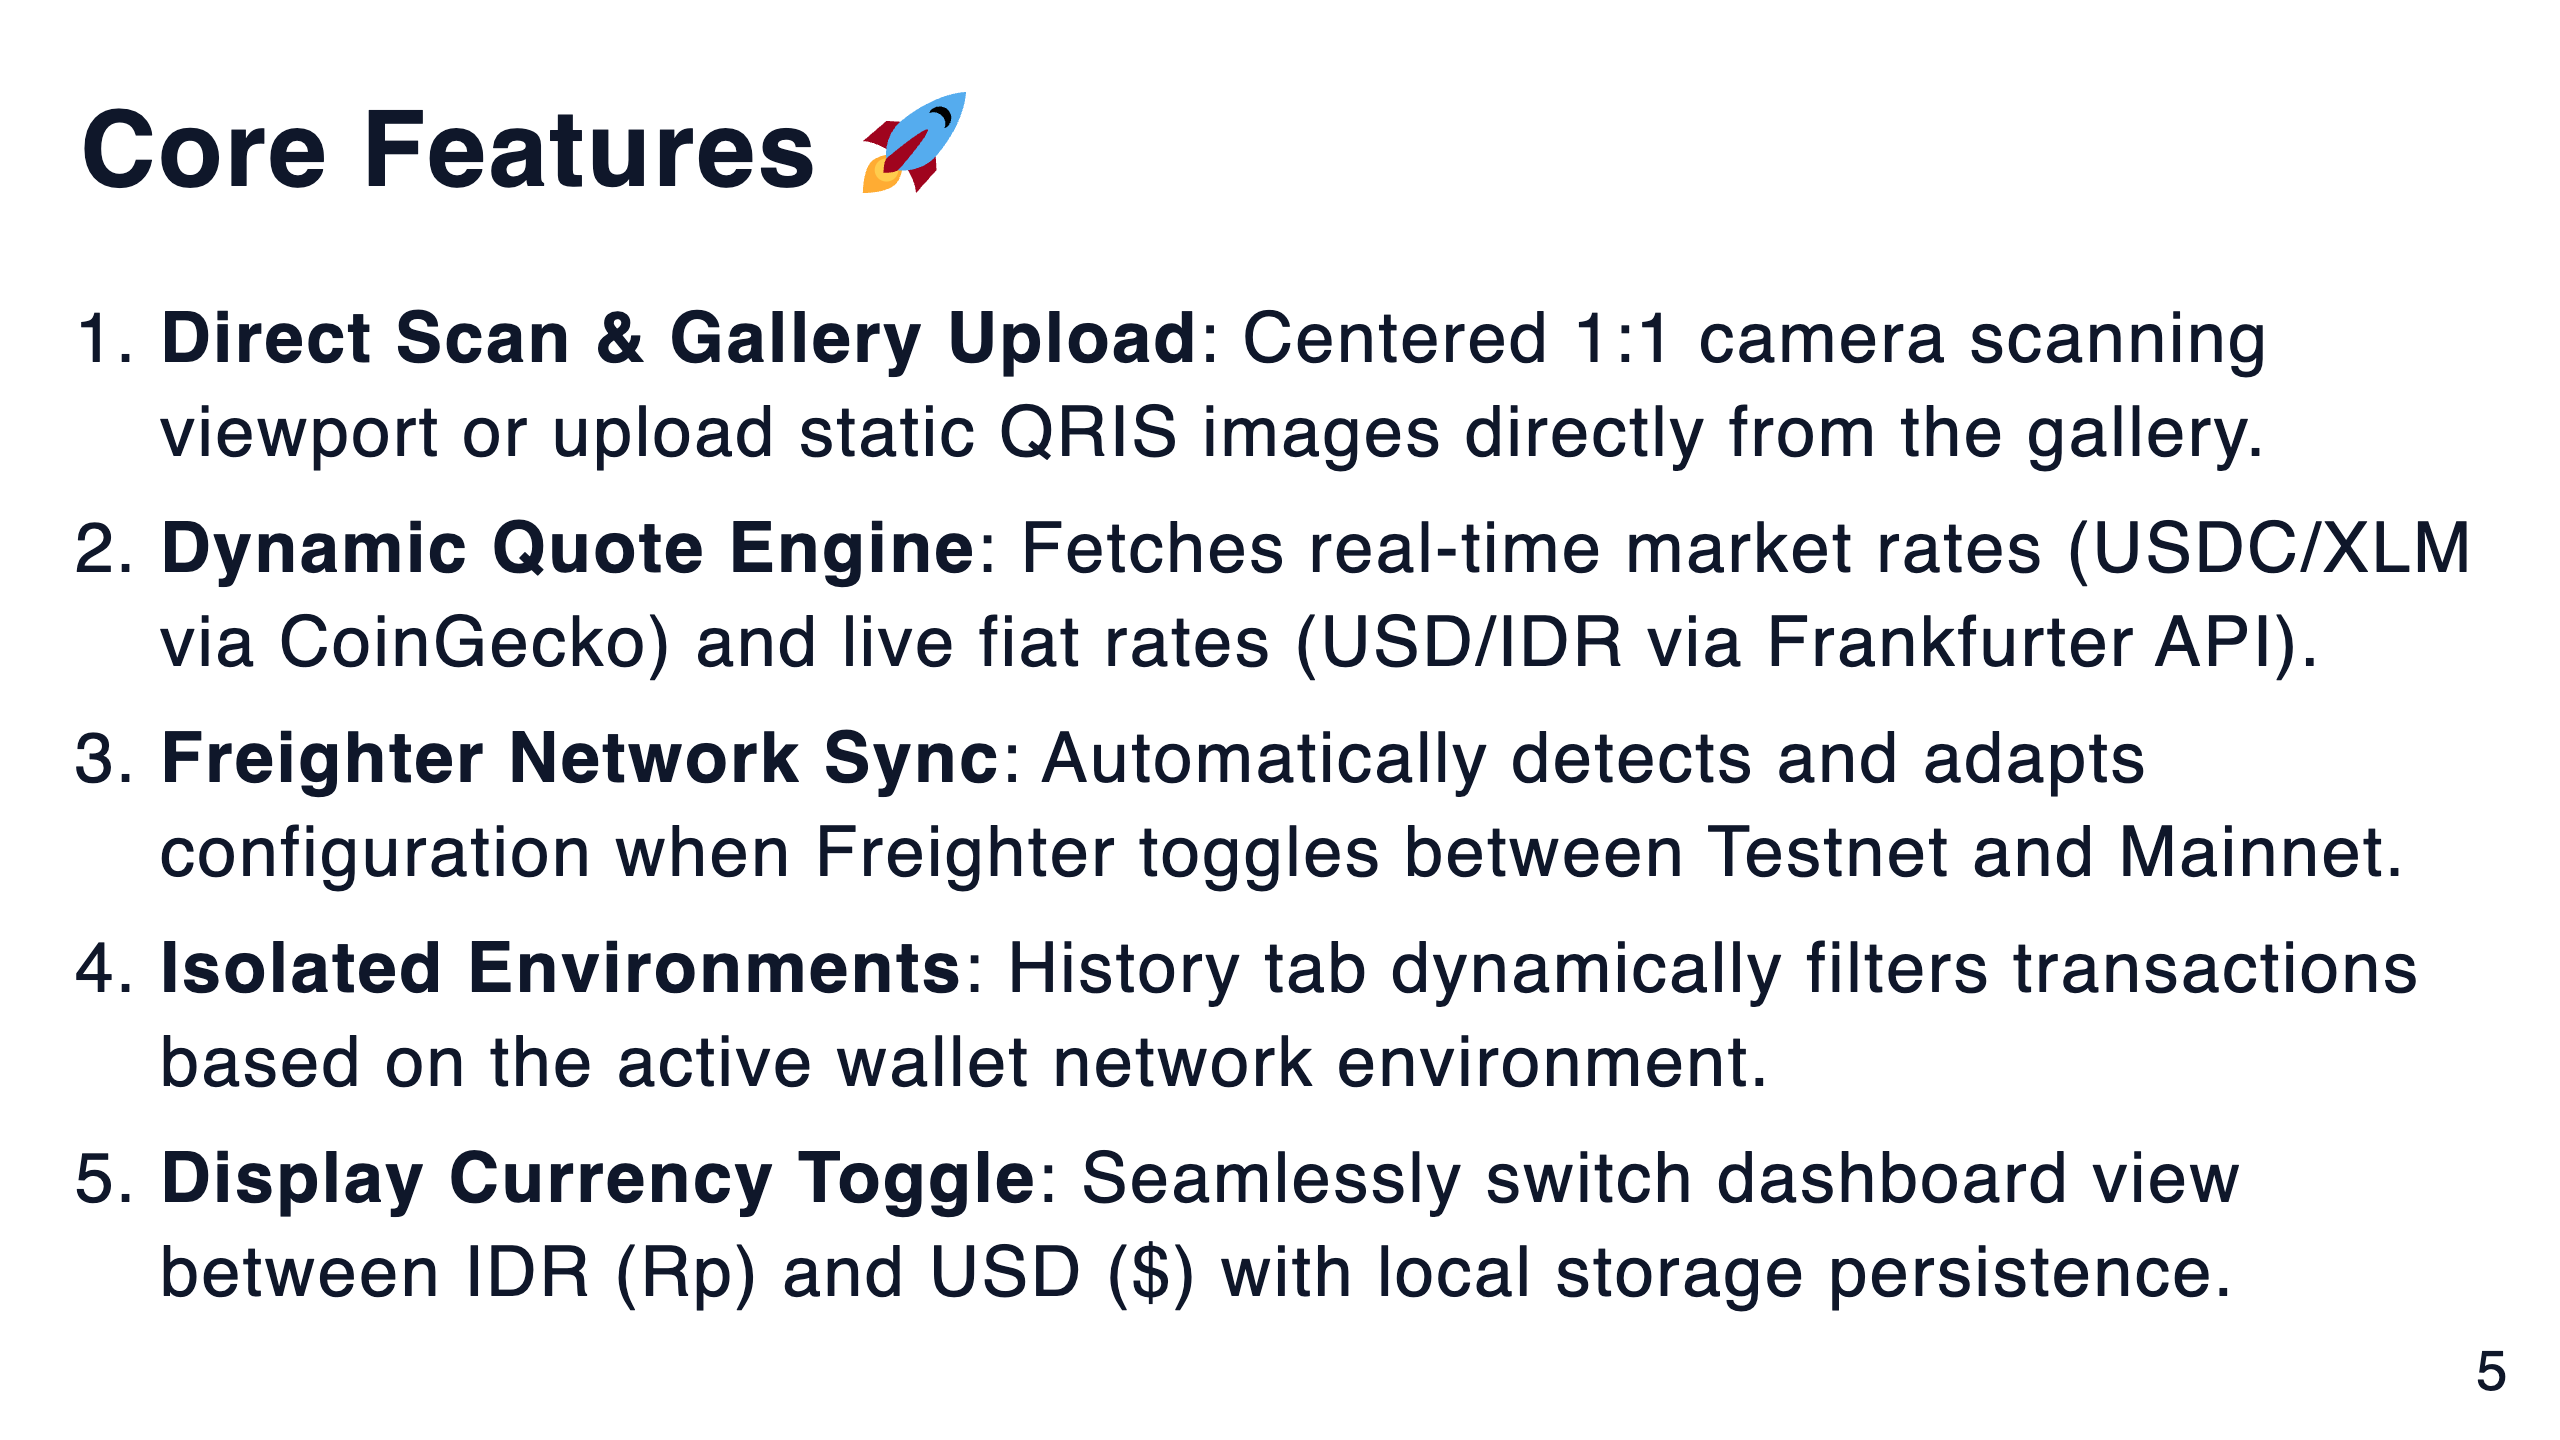 Core Features 🚀
1. Direct Scan & Gallery Upload: Centered 1:1 camera scanning
viewport or upload static QRIS images directly from the gallery.
2. Dynamic Quote Engine: Fetches real-time market rates (USDC/XLM
via CoinGecko) and live fiat rates (USD/IDR via Frankfurter API).
3. Freighter Network Sync: Automatically detects and adapts
configuration when Freighter toggles between Testnet and Mainnet.
4. Isolated Environments: History tab dynamically filters transactions
based on the active wallet network environment.
5. Display Currency Toggle: Seamlessly switch dashboard view
between IDR (Rp) and USD ($) with local storage persistence.
5